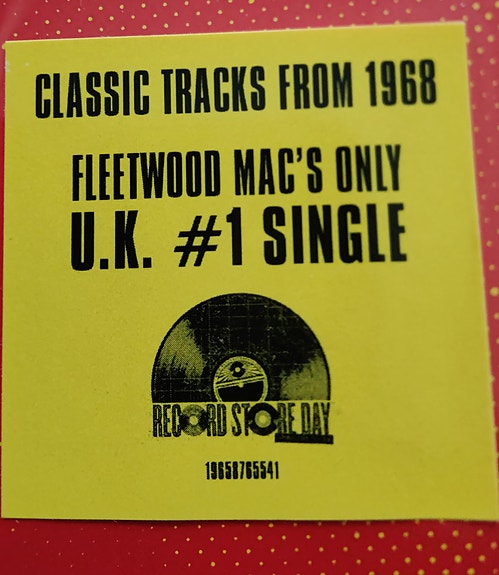 CLASSIC TRACKS FROM 1968
FLEETWOOD MAC'S ONLY
U.K. #1 SINGLE
RECORD STORE DAY
19658765541